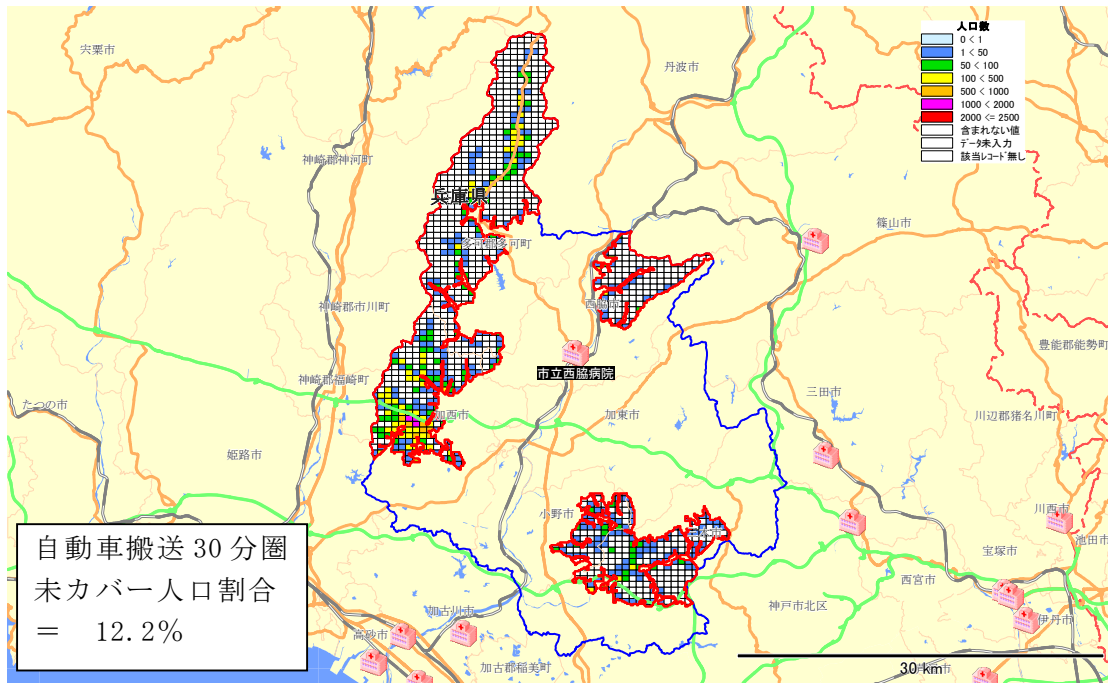 宍粟市
丹波市
人口数
0 < 1
1 < 50
50 < 100
100 < 500
500 < 1000
1000 < 2000
2000 <= 2500
含まれない値
データ未入力
該当レコード無し
神崎郡神河町
兵庫県
篠山市
多可郡多可町
神崎郡市川町
西脇市
豊能郡能勢町
市立西脇病院
神崎郡福崎町
三田市
たつの市
加西市
加東市
川辺郡猪名川町
姫路市
小野市
三木市
川西市
池田市
宝塚市
自動車搬送 30 分圏
未カバー人口割合
= 12.2%
西宮市
神戸市北区
伊丹市
加古川市
高砂市
加古郡稲美町
30 km